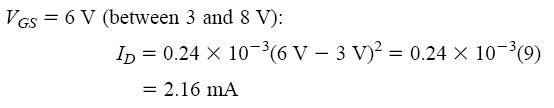 V_GS = 6 V (between 3 and 8 V):
I_D = 0.24 × 10⁻³(6 V − 3 V)² = 0.24 × 10⁻³(9)
= 2.16 mA